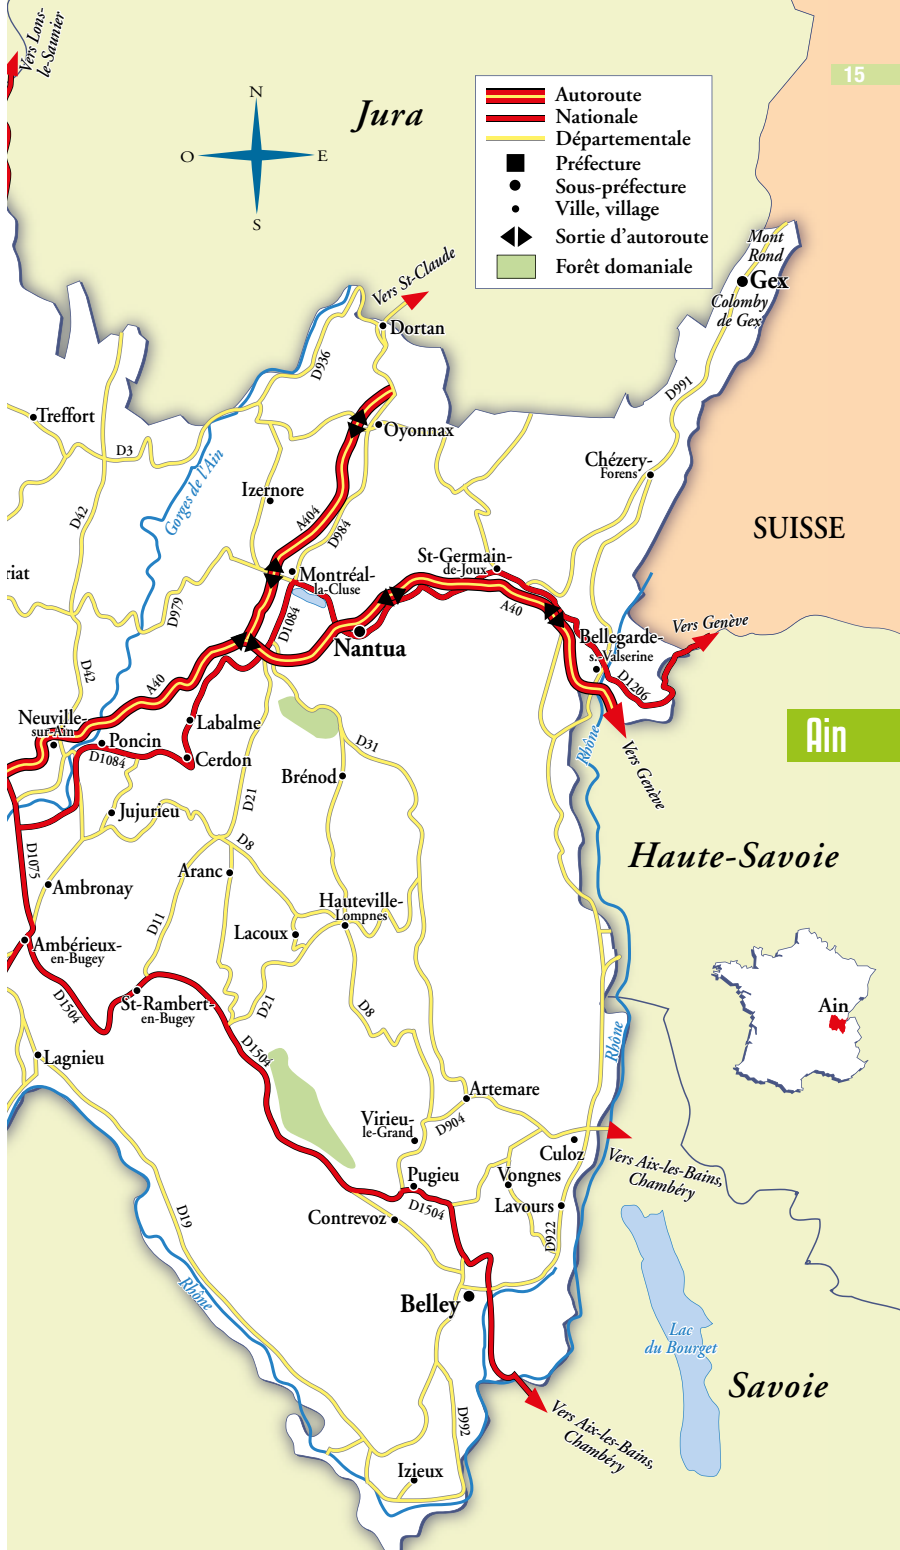 Vers Lons-
le-Saunier
15
Jura
N
O
E
S
Autoroute
Nationale
Départementale
Préfecture
Sous-préfecture
Ville, village
Sortie d'autoroute
Forêt domaniale
Mont
Rond
Gex
Colomby
de Gex
Vers St-Claude
Dortan
D936
D991
Treffort
Oyonnax
D3
Chézery-
Forens
Gorges de l'Ain
Izernore
D42
A404
D984
SUISSE
St-Germain-
de-Joux
riat
Montréal-
la-Cluse
D979
D1084
A40
Nantua
Bellegarde-
s.-Valserine
Vers Genève
D42
A40
D1206
Neuville-
sur-Ain
Labalme
Poncin
D1084
Cerdon
D31
Rhône
Vers Genève
Ain
Brénod
D21
Jujurieu
D8
D1075
Haute-Savoie
Aranc
Ambronay
Hauteville-
Lompnes
D11
Lacoux
Ambérieux-
en-Bugey
D1504
St-Rambert-
en-Bugey
D21
D8
Ain
Rhône
D1504
Lagnieu
Artemare
Virieu-
le-Grand
D904
Culoz
Vers Aix-les-Bains,
Chambéry
Pugieu
Vongnes
D1504
Lavours
Contrevoz
D19
D922
Rhône
Belley
Lac
du Bourget
Savoie
D992
Vers Aix-les-Bains,
Chambéry
Izieux